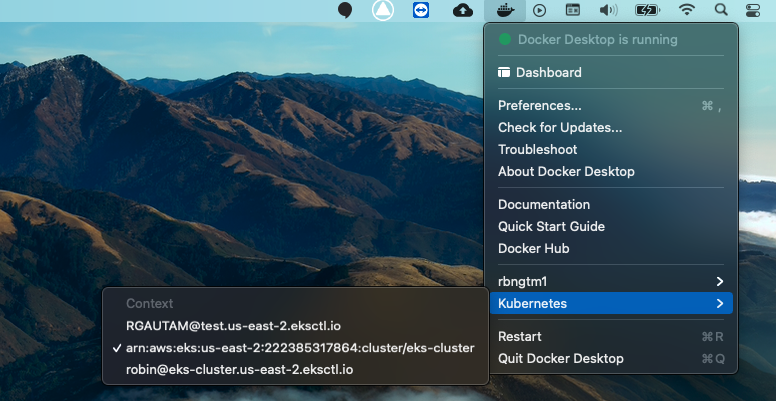 Docker Desktop is running
Dashboard
Preferences... ⌘ ,
Check for Updates...
Troubleshoot
About Docker Desktop
Documentation
Quick Start Guide
Docker Hub
rbngtm1
Kubernetes
Context
RGAUTAM@test.us-east-2.eksctl.io
✓ arn:aws:eks:us-east-2:222385317864:cluster/eks-cluster
robin@eks-cluster.us-east-2.eksctl.io
Restart ⌘R
Quit Docker Desktop ⌘Q